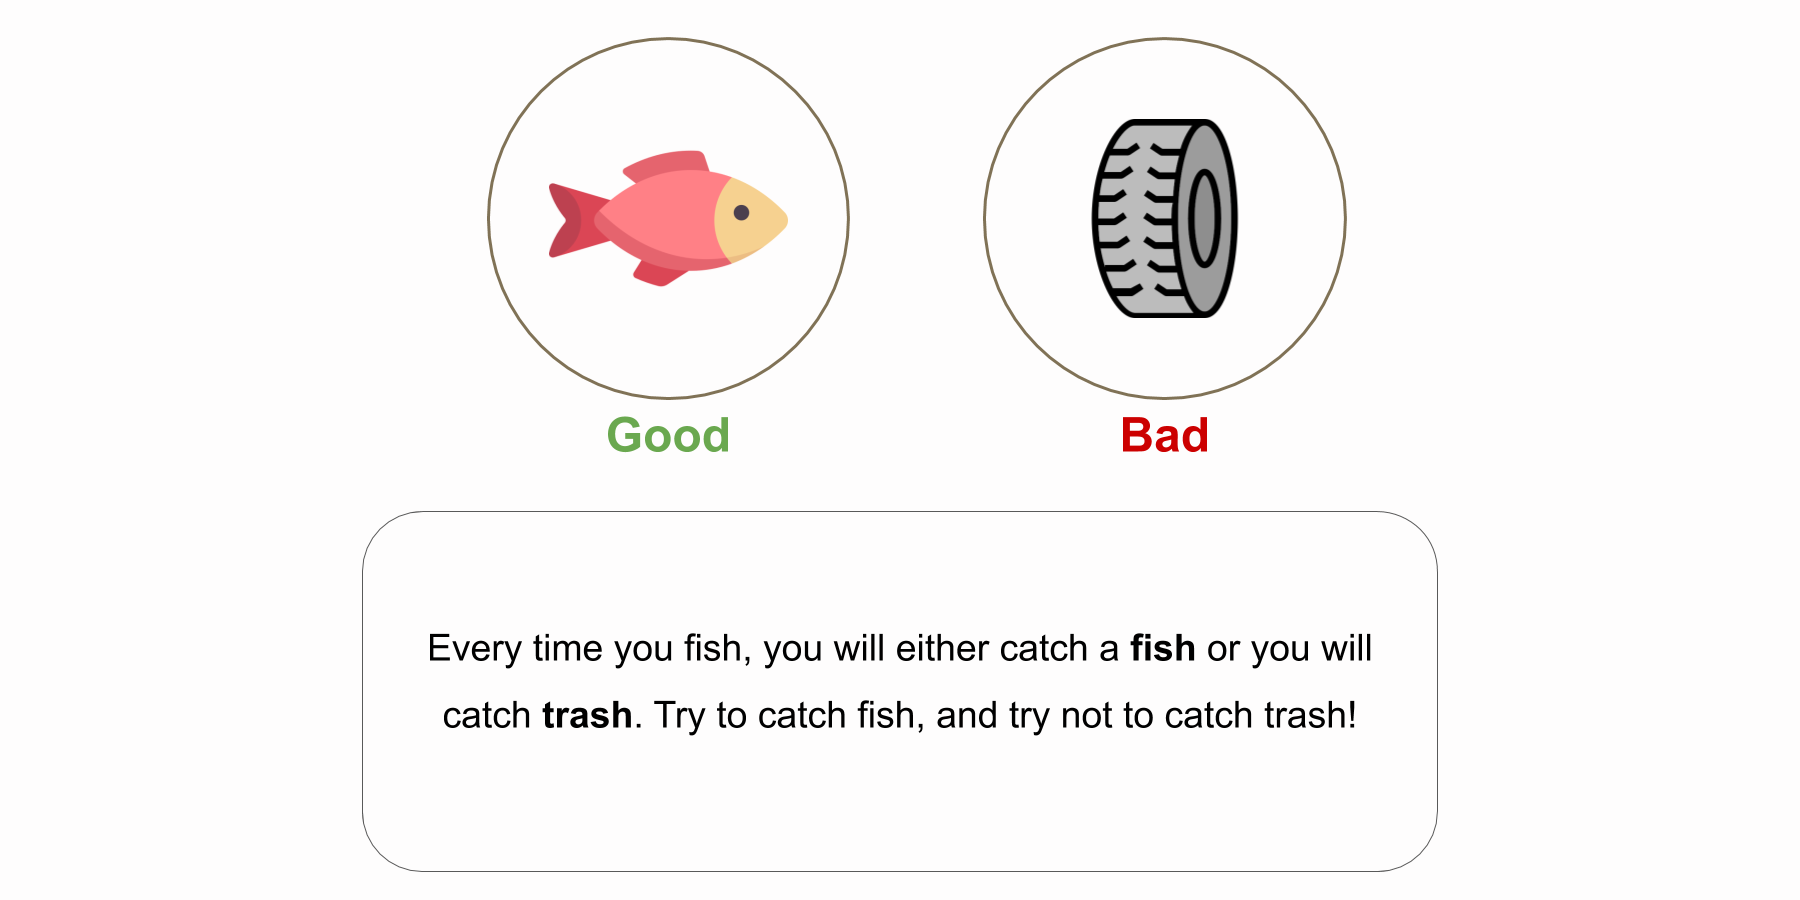 Good
Bad
Every time you fish, you will either catch a fish or you will
catch trash. Try to catch fish, and try not to catch trash!